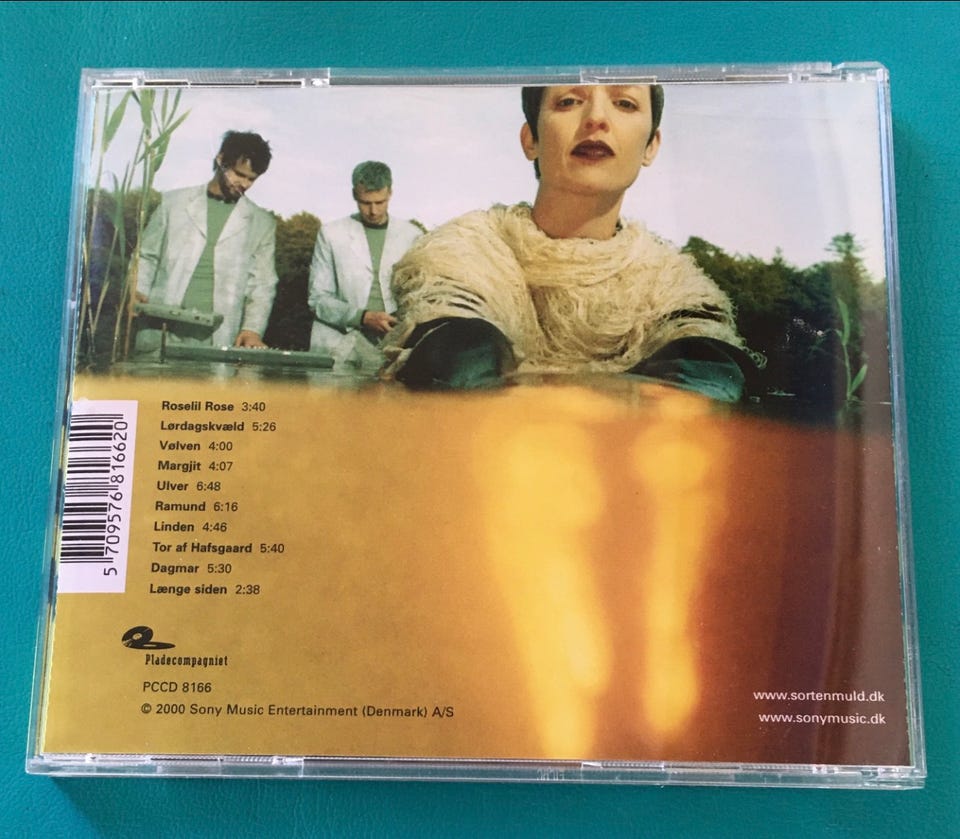 Roselil Rose 3:40
Lørdagskvæld 5:26
Vølven 4:00
Margjit 4:07
Ulver 6:48
Ramund 6:16
Linden 4:46
Tor af Hafsgaard 5:40
Dagmar 5:30
Længe siden 2:38
5 709576 816620
Pladecompagniet
PCCD 8166
© 2000 Sony Music Entertainment (Denmark) A/S
www.sortenmuld.dk
www.sonymusic.dk